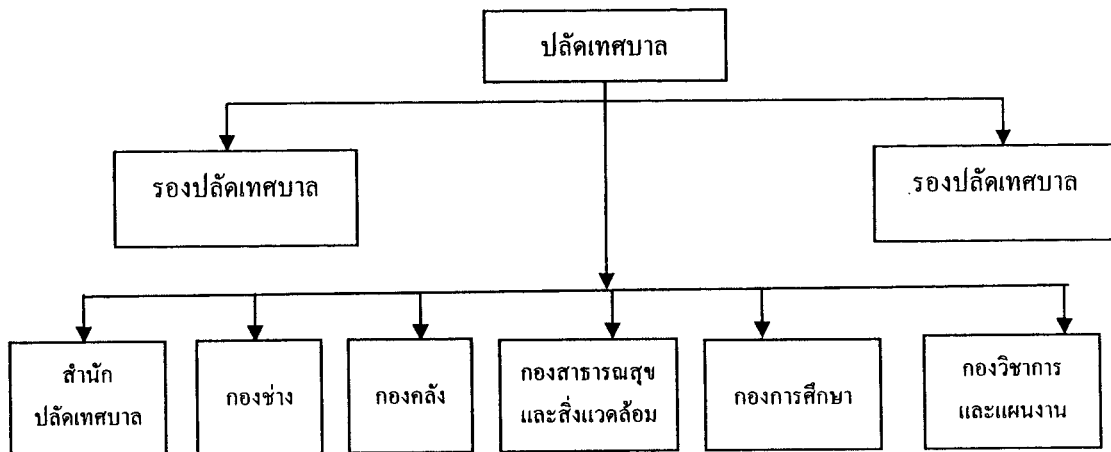 ปลัดเทศบาล
รองปลัดเทศบาล
รองปลัดเทศบาล
สำนัก
ปลัดเทศบาล
กองช่าง
กองคลัง
กองสาธารณสุข
และสิ่งแวดล้อม
กองการศึกษา
กองวิชาการ
และแผนงาน